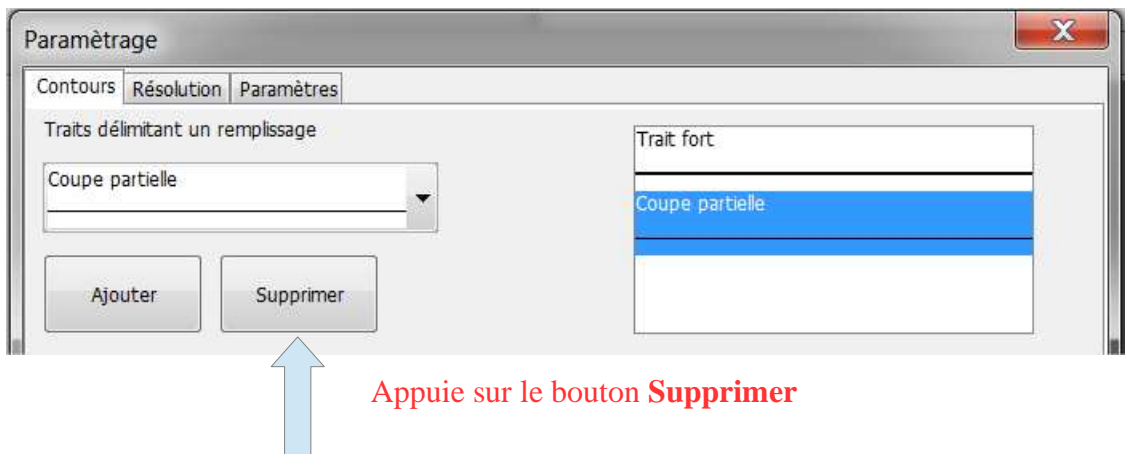 Paramètrage
X
Contours Résolution Paramètres
Traits délimitant un remplissage
Trait fort
Coupe partielle
Coupe partielle
Ajouter Supprimer
Appuie sur le bouton Supprimer